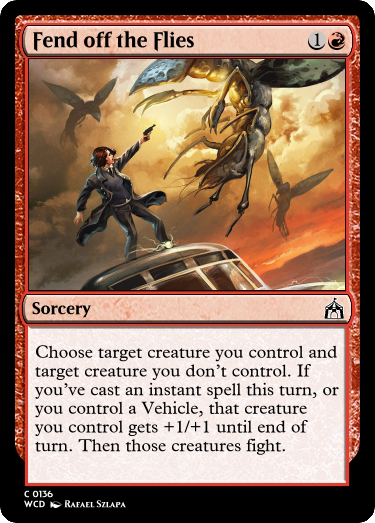 Fend off the Flies 1
Sorcery
Choose target creature you control and
target creature you don't control. If
you've cast an instant spell this turn, or
you control a Vehicle, that creature
you control gets +1/+1 until end of
turn. Then those creatures fight.
C 0136
WCD Rafael Szlapa